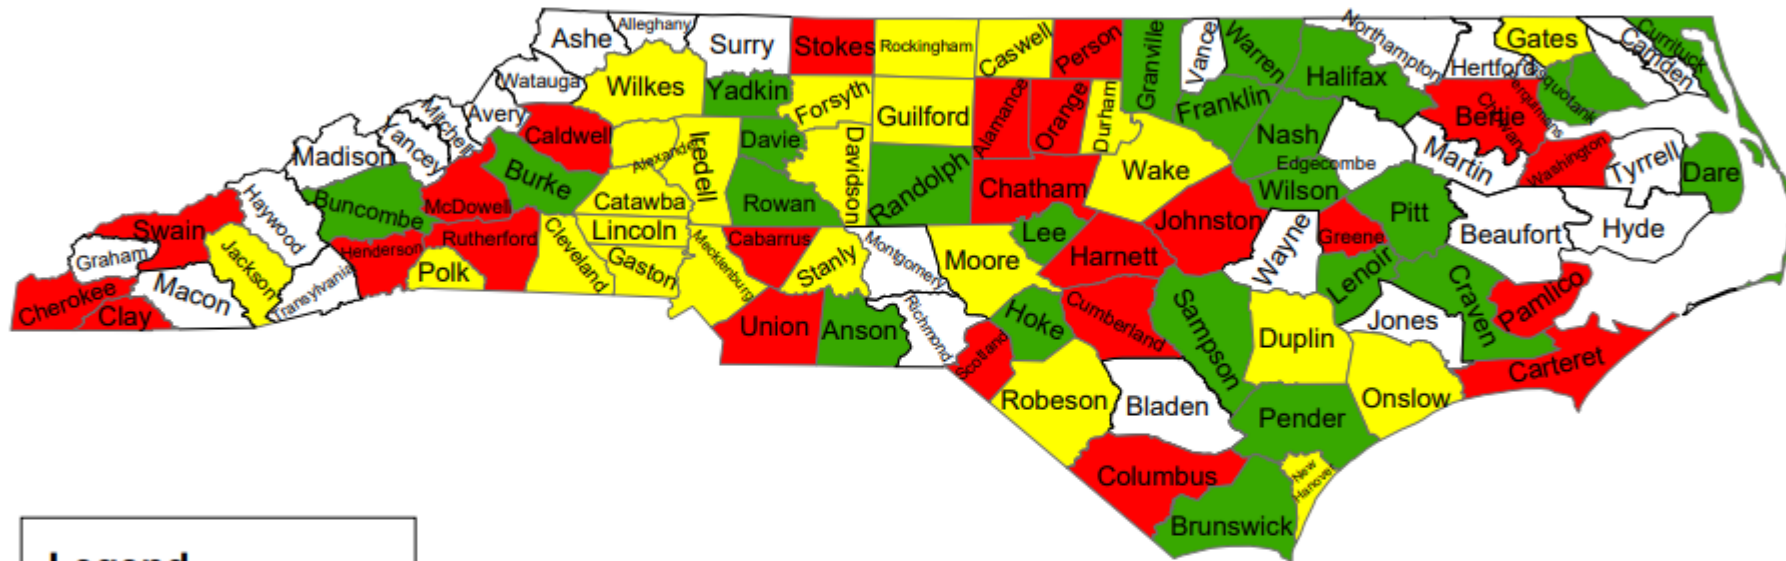 Ashe
Alleghany
Surry
Stokes
Rockingham
Caswell
Person
Granville
Vance
Warren
Northampton
Gates
Currituck
Camden
Pasquotank
Perquimans
Chowan
Hertford
Halifax
Watauga
Wilkes
Yadkin
Forsyth
Guilford
Alamance
Orange
Durham
Franklin
Nash
Bertie
Avery
Mitchell
Yancey
Madison
Caldwell
Alexander
Iredell
Davie
Davidson
Randolph
Chatham
Wake
Edgecombe
Martin
Washington
Tyrrell
Dare
Haywood
Buncombe
McDowell
Burke
Catawba
Rowan
Wilson
Pitt
Beaufort
Hyde
Swain
Graham
Jackson
Henderson
Rutherford
Polk
Cleveland
Lincoln
Gaston
Mecklenburg
Cabarrus
Stanly
Montgomery
Moore
Lee
Harnett
Johnston
Wayne
Greene
Lenoir
Craven
Pamlico
Cherokee
Clay
Macon
Transylvania
Union
Anson
Richmond
Scotland
Hoke
Cumberland
Sampson
Duplin
Jones
Onslow
Carteret
Robeson
Bladen
Pender
Columbus
Brunswick
New
Hanover
Legend